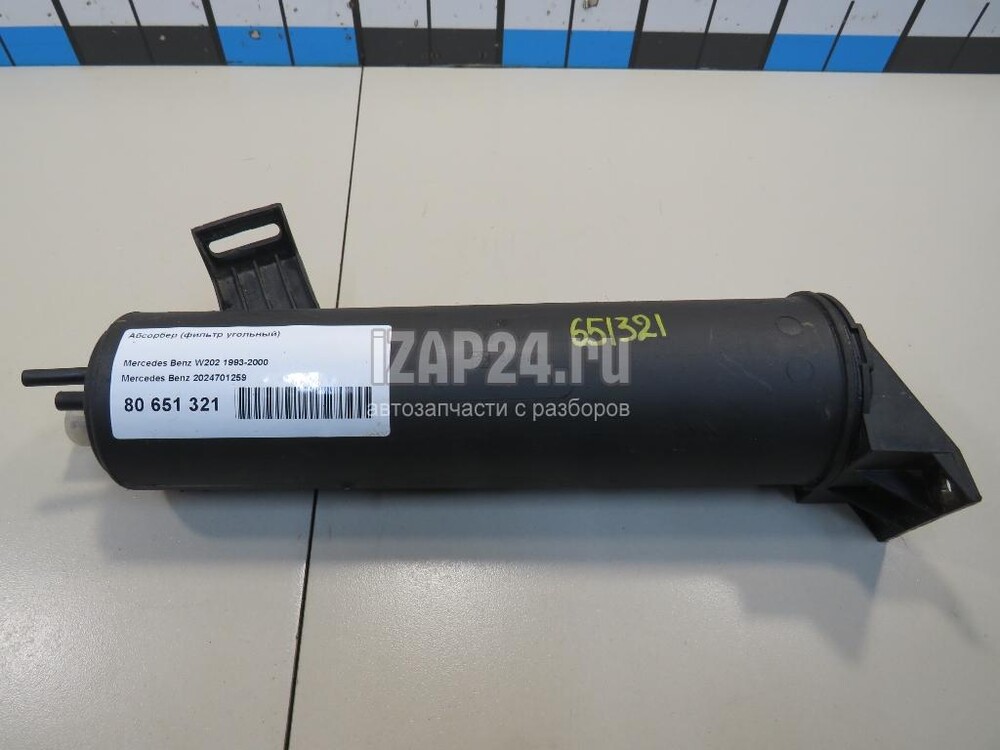 Абсорбер (фильтр угольный)
Mercedes Benz W202 1993-2000
Mercedes Benz 2024701259
80 651 321
651321
iZAP24.ru
автозапчасти с разборов